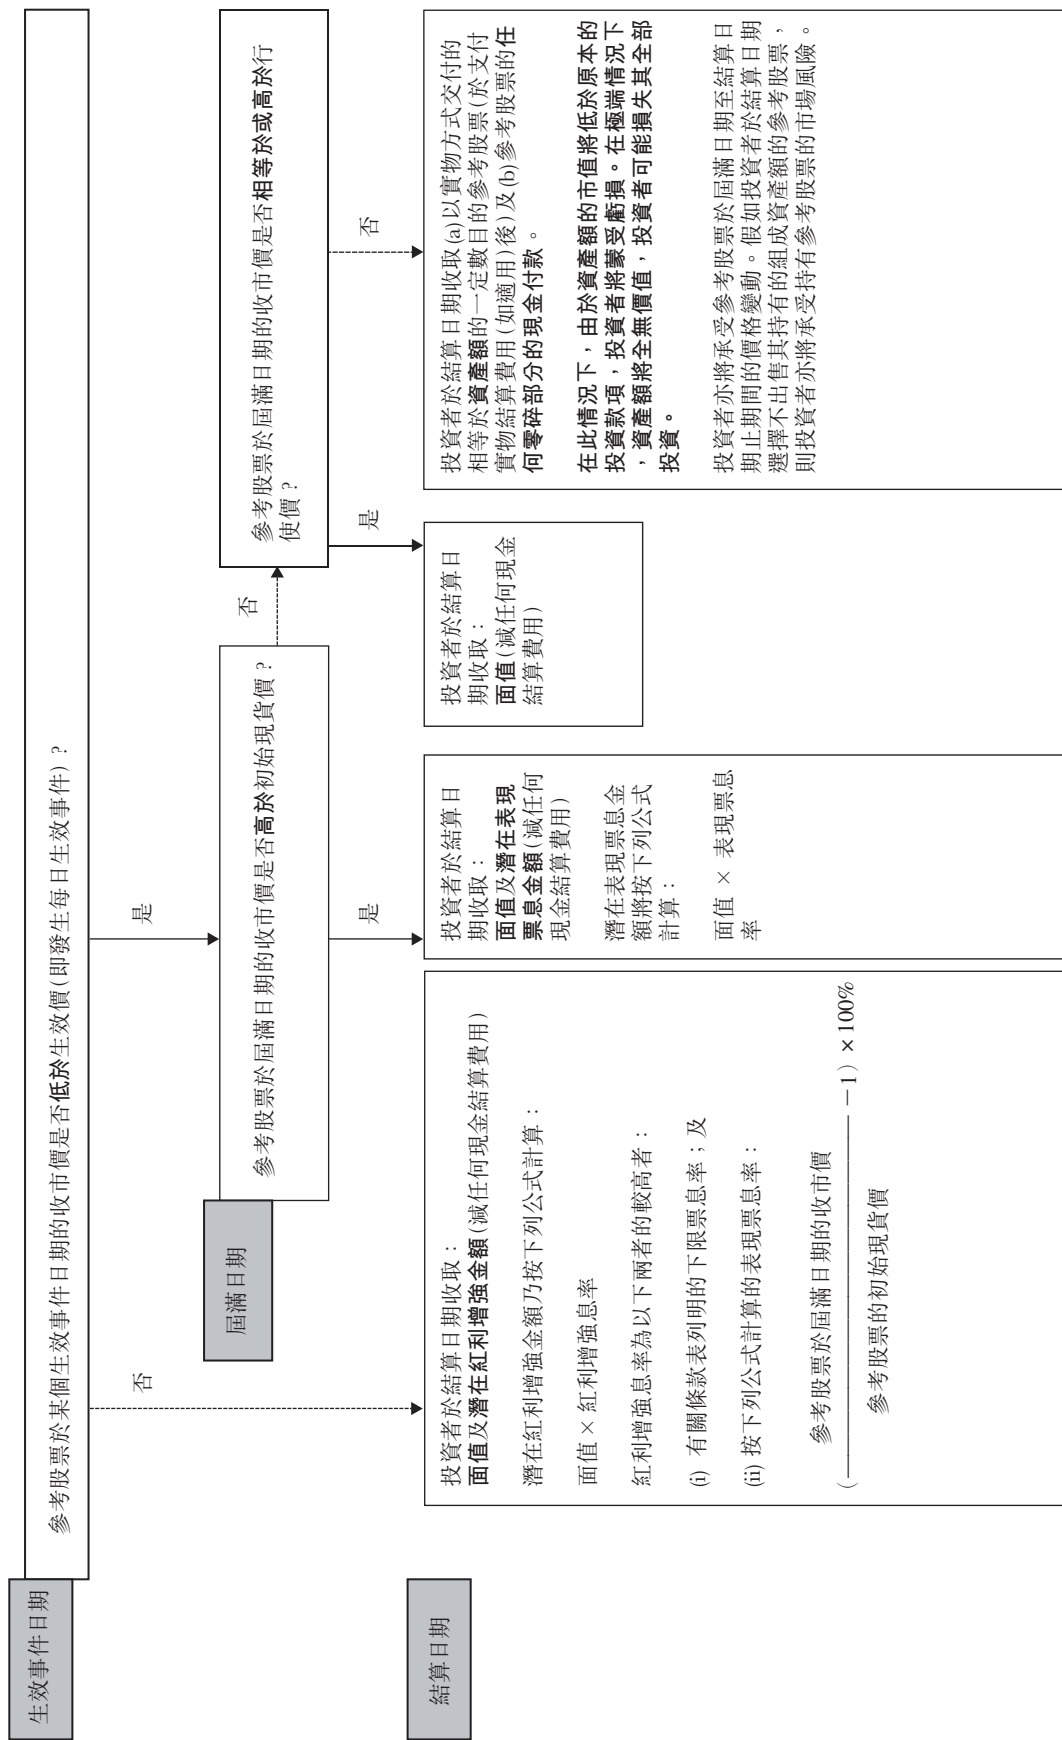 生效事件日期
參考股票於某個生效事件日期的收市價是否低於生效價(即發生每日生效事件)?
否
是
屆滿日期
參考股票於屆滿日期的收市價是否高於初始現貨價?
否
是
參考股票於屆滿日期的收市價是否相等於或高於行
使價?
是
否
結算日期
投資者於結算日期收取:
面值及潛在紅利增強金額(減任何現金結算費用)
潛在紅利增強金額乃按下列公式計算:
面值 × 紅利增強息率
紅利增強息率為以下兩者的較高者:
(i) 有關條款表列明的下限票息率;及
(ii) 按下列公式計算的表現票息率:
參考股票於屆滿日期的收市價
( －1) ×100%
參考股票的初始現貨價
投資者於結算日
期收取:
面值及潛在表現
票息金額(減任何
現金結算費用)
潛在表現票息金
額將按下列公式
計算:
面值 × 表現票息
率
投資者於結算日
期收取:
面值(減任何現金
結算費用)
投資者於結算日期收取(a)以實物方式交付的
相等於資產額的一定數目的參考股票(於支付
實物結算費用(如適用)後)及(b)參考股票的任
何零碎部分的現金付款。
在此情況下,由於資產額的市值將低於原本的
投資款項,投資者將蒙受虧損。在極端情況下
,資產額將全無價值,投資者可能損失其全部
投資。
投資者亦將承受參考股票於屆滿日期至結算日
期止期間的價格變動。假如投資者於結算日期
選擇不出售其持有的組成資產額的參考股票,
則投資者亦將承受持有參考股票的市場風險。